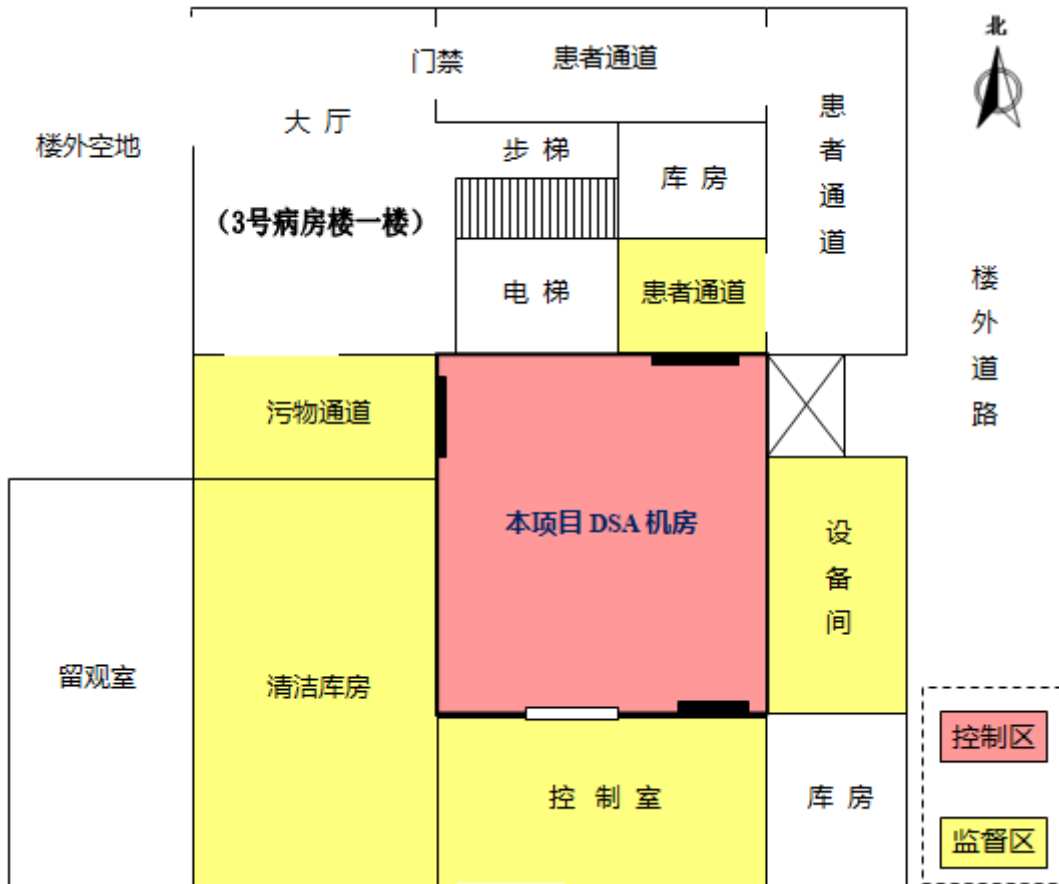 北
门禁
患者通道
大 厅
患者通道
楼外空地
步 梯
库 房
（3号病房楼一楼）
电 梯
患者通道
楼外道路
污物通道
本项目 DSA 机房
设备间
留观室
清洁库房
控制区
控 制 室
库 房
监督区